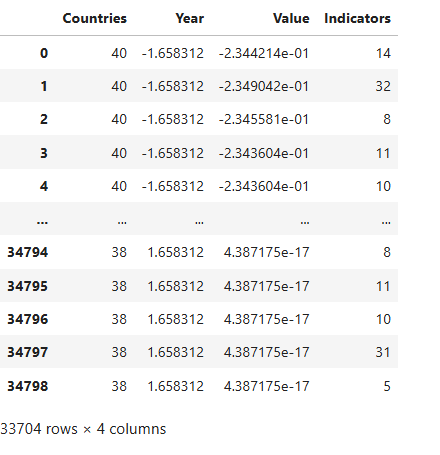 Countries Year Value Indicators
0 40 -1.658312 -2.344214e-01 14
1 40 -1.658312 -2.349042e-01 32
2 40 -1.658312 -2.345581e-01 8
3 40 -1.658312 -2.343604e-01 11
4 40 -1.658312 -2.343604e-01 10
... ... ... ... ...
34794 38 1.658312 4.387175e-17 8
34795 38 1.658312 4.387175e-17 11
34796 38 1.658312 4.387175e-17 10
34797 38 1.658312 4.387175e-17 31
34798 38 1.658312 4.387175e-17 5
33704 rows × 4 columns